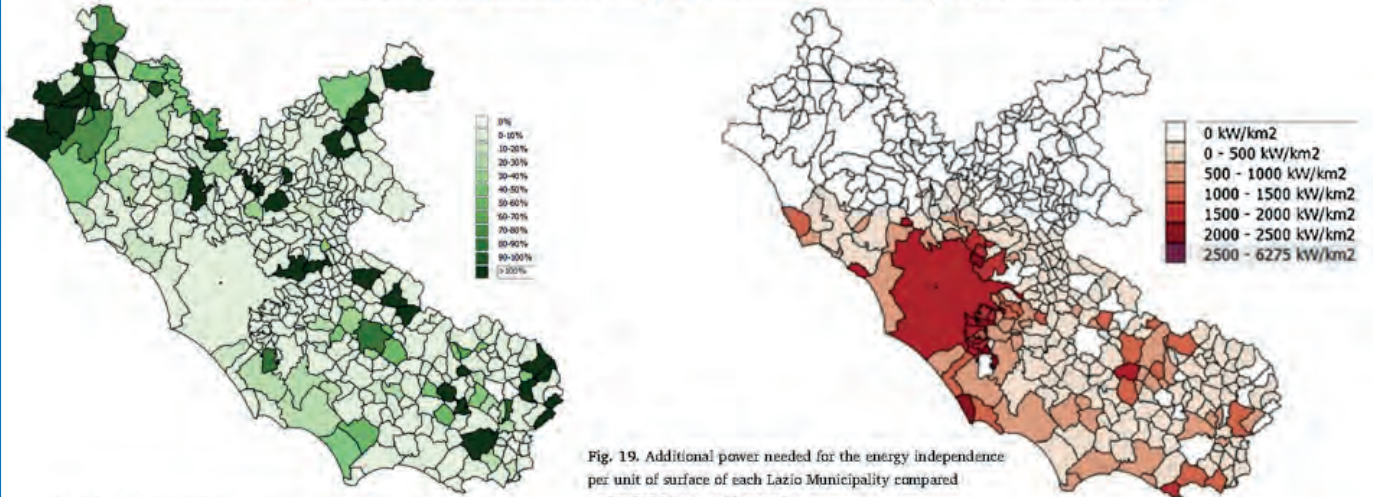 0%
0-10%
10-20%
20-30%
30-40%
40-50%
50-60%
60-70%
70-80%
80-90%
90-100%
>100%
0 kW/km2
0 - 500 kW/km2
500 - 1000 kW/km2
1000 - 1500 kW/km2
1500 - 2000 kW/km2
2000 - 2500 kW/km2
2500 - 6275 kW/km2
Fig. 19. Additional power needed for the energy independence
per unit of surface of each Lazio Municipality compared